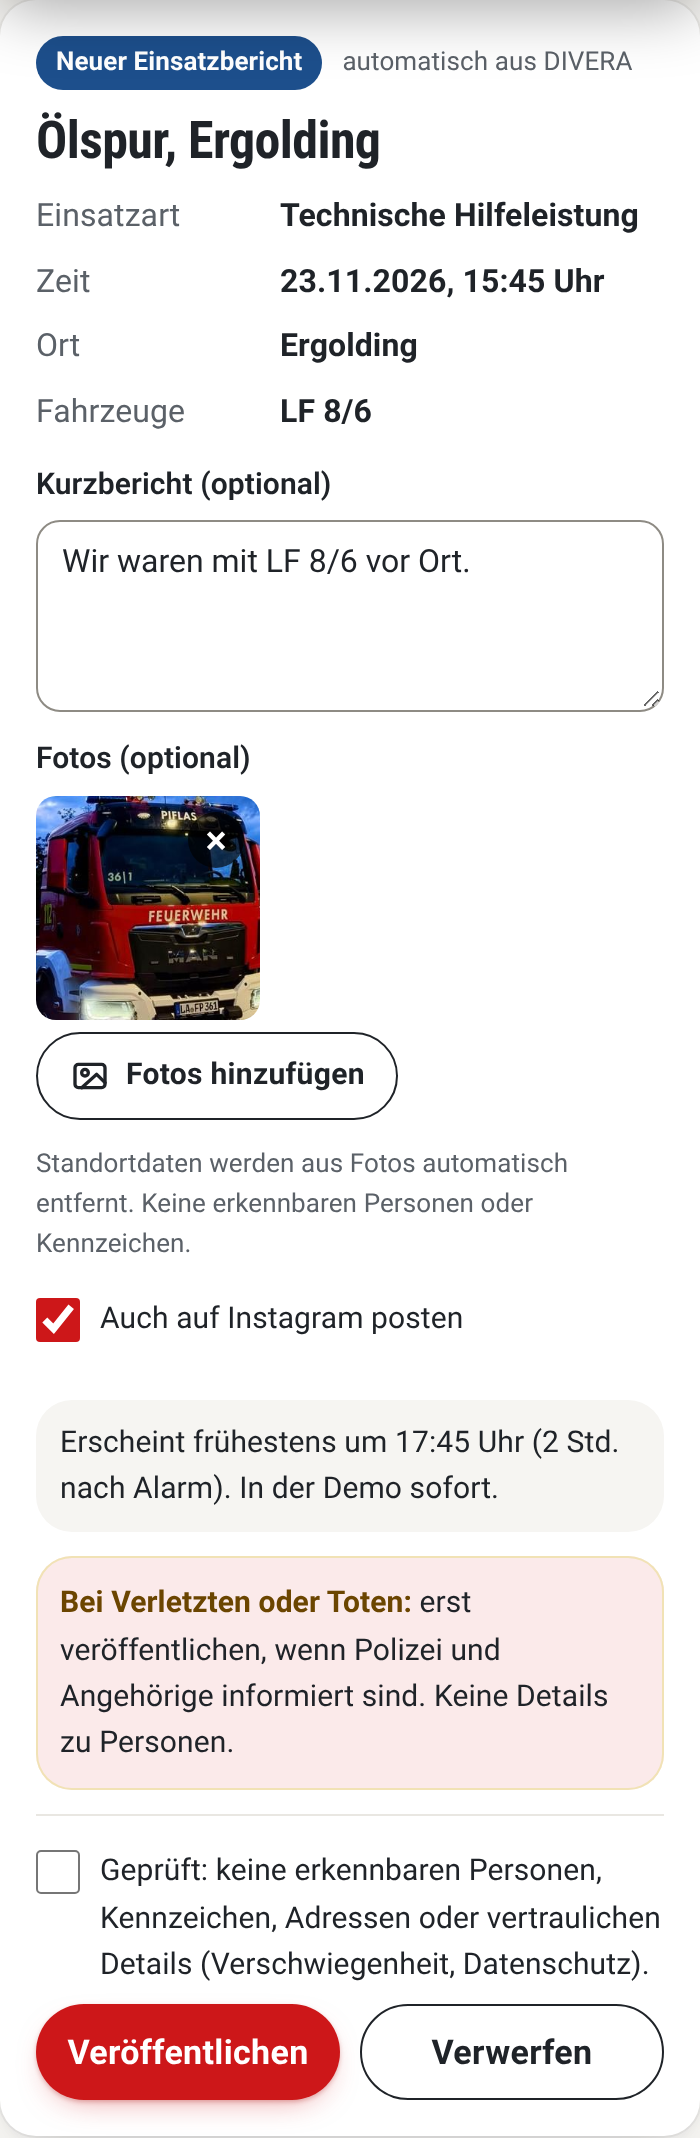 Neuer Einsatzbericht automatisch aus DIVERA
Ölspur, Ergolding
Einsatzart Technische Hilfeleistung
Zeit 23.11.2026, 15:45 Uhr
Ort Ergolding
Fahrzeuge LF 8/6
Kurzbericht (optional)
Wir waren mit LF 8/6 vor Ort.
Fotos (optional)
PIFLAS
36|1
112
FEUERWEHR
MAN
LA FP 361
Fotos hinzufügen
Standortdaten werden aus Fotos automatisch
entfernt. Keine erkennbaren Personen oder
Kennzeichen.
Auch auf Instagram posten
Erscheint frühestens um 17:45 Uhr (2 Std.
nach Alarm). In der Demo sofort.
Bei Verletzten oder Toten: erst
veröffentlichen, wenn Polizei und
Angehörige informiert sind. Keine Details
zu Personen.
Geprüft: keine erkennbaren Personen,
Kennzeichen, Adressen oder vertraulichen
Details (Verschwiegenheit, Datenschutz).
Veröffentlichen Verwerfen